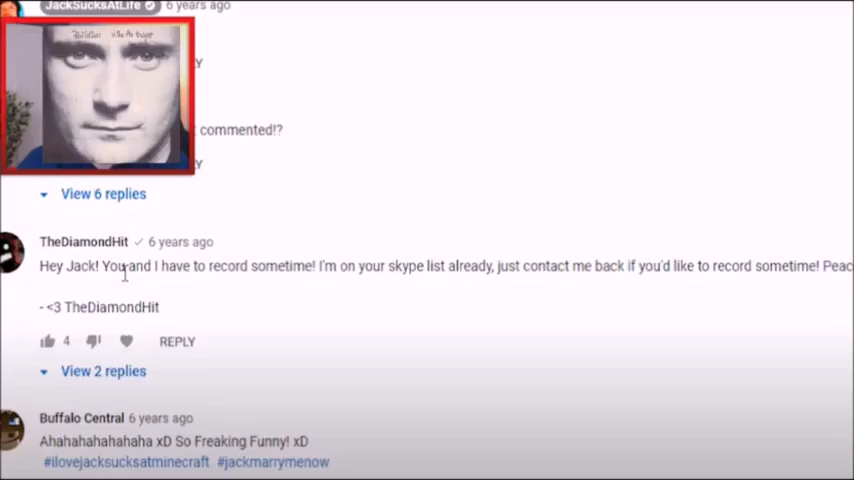 JackSucksAtLife 6 years ago
Y
commented!?
Y
View 6 replies
TheDiamondHit 6 years ago
Hey Jack! You and I have to record sometime! I'm on your skype list already, just contact me back if you'd like to record sometime! Peac
- <3 TheDiamondHit
4 REPLY
View 2 replies
Buffalo Central 6 years ago
Ahahahahahahaha xD So Freaking Funny! xD
#ilovejacksucksatminecraft #jackmarrymenow